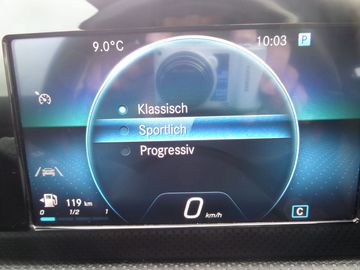 9.0°C 10:03 P
Klassisch
Sportlich
Progressiv
119 km
0 1/2 1
0 km/h
C